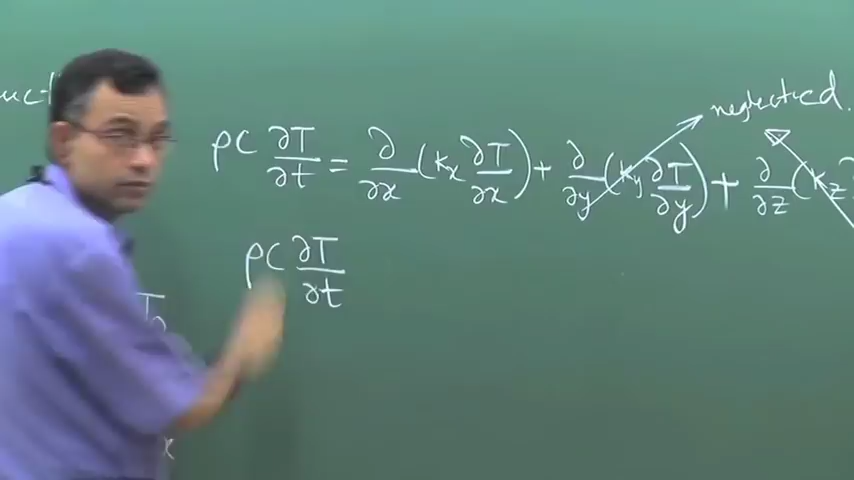 neglected.
ρC ∂T/∂t = ∂/∂x (kx ∂T/∂x) + ∂/∂y (ky ∂T/∂y) + ∂/∂z (kz ∂
ρC ∂T/∂t